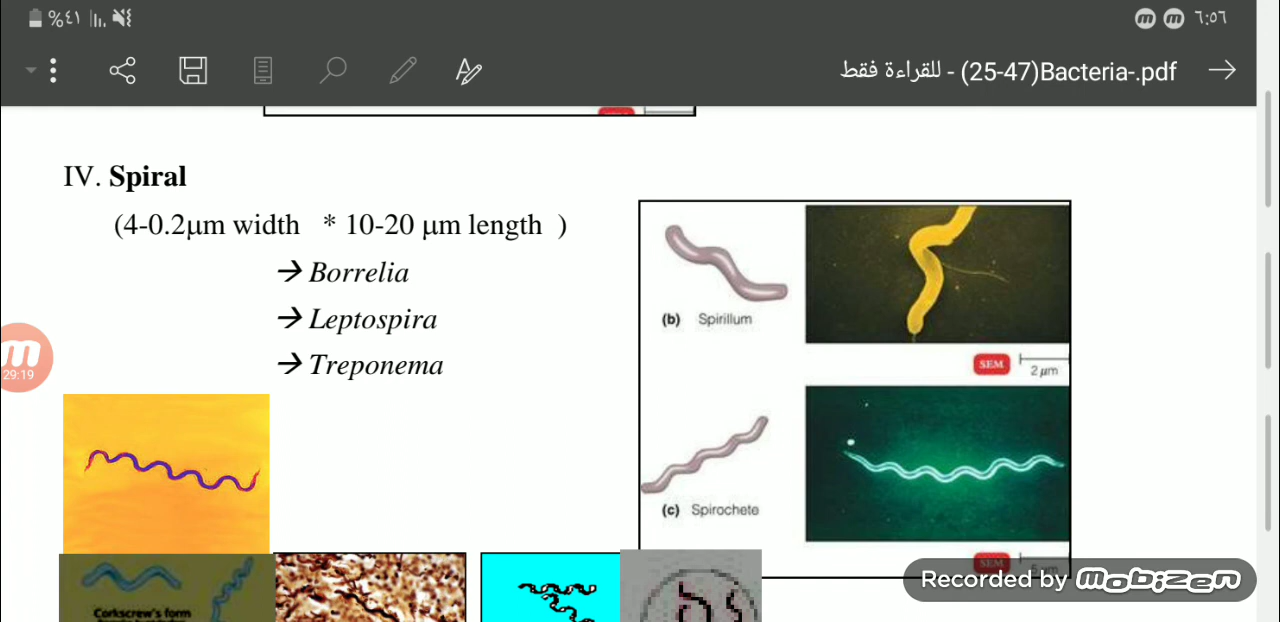 %٤١
٦:٥٦
(25-47)Bacteria-.pdf - للقراءة فقط
IV. Spiral
(4-0.2µm width * 10-20 µm length )
→ Borrelia
→ Leptospira
→ Treponema
29:19
(b) Spirillum
SEM
2 µm
(c) Spirochete
SEM
Corkscrew's form
Recorded by mobizen